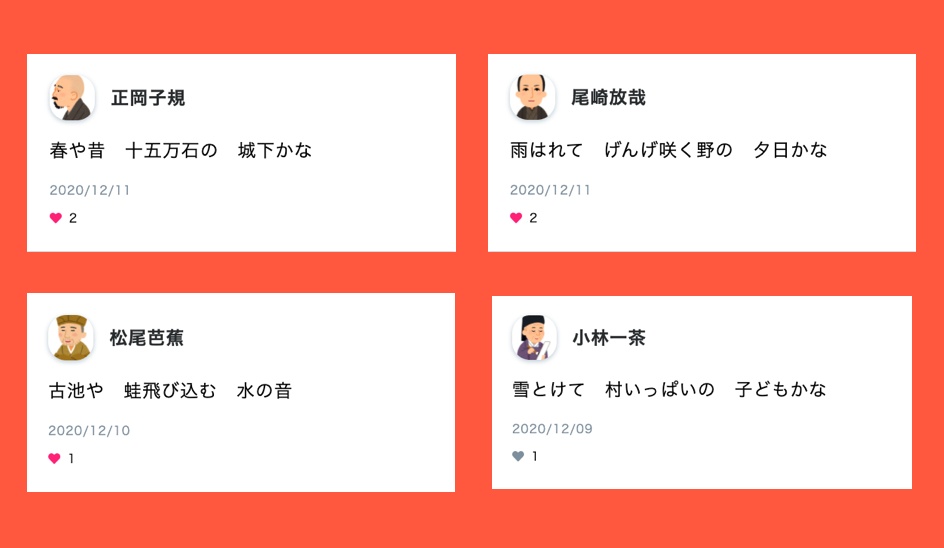 正岡子規
春や昔　十五万石の　城下かな
2020/12/11
2
尾崎放哉
雨はれて　げんげ咲く野の　夕日かな
2020/12/11
2
松尾芭蕉
古池や　蛙飛び込む　水の音
2020/12/10
1
小林一茶
雪とけて　村いっぱいの　子どもかな
2020/12/09
1